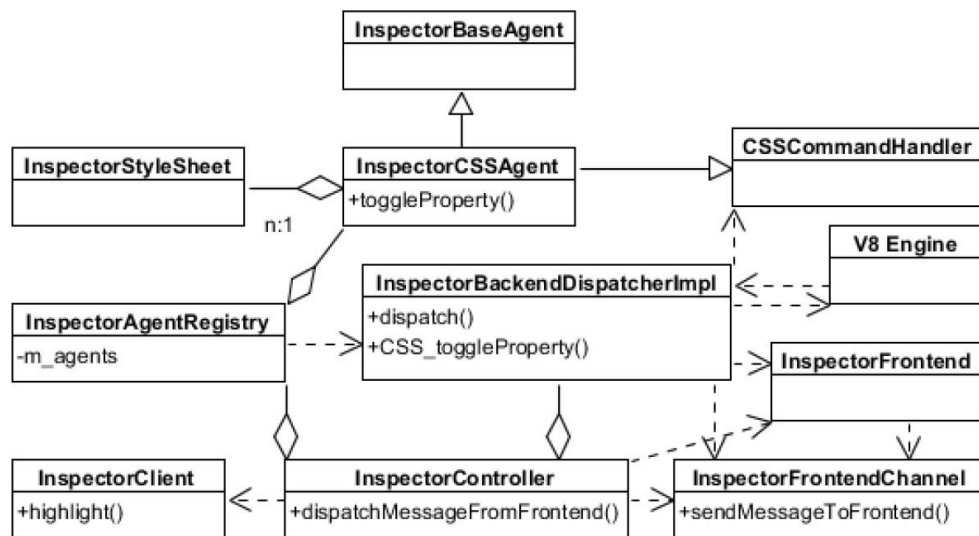 InspectorBaseAgent
InspectorStyleSheet
InspectorCSSAgent
+toggleProperty()
CSSCommandHandler
n:1
V8 Engine
InspectorBackendDispatcherImpl
+dispatch()
+CSS_toggleProperty()
InspectorAgentRegistry
-m_agents
InspectorFrontend
InspectorClient
+highlight()
InspectorController
+dispatchMessageFromFrontend()
InspectorFrontendChannel
+sendMessageToFrontend()